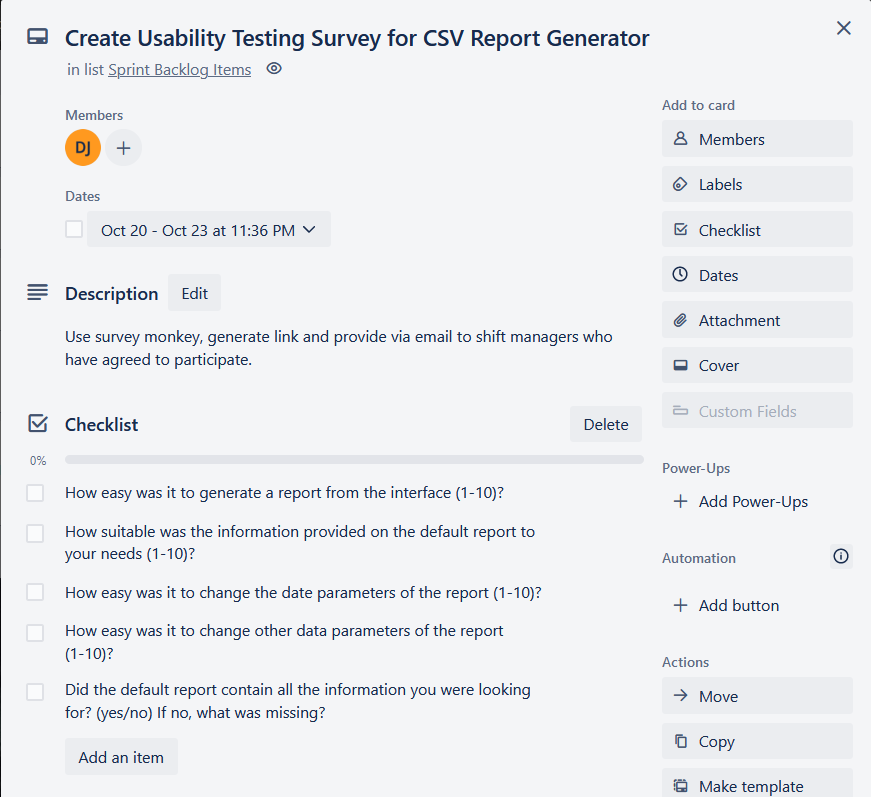 Create Usability Testing Survey for CSV Report Generator
in list Sprint Backlog Items
Members
DJ
Dates
Oct 20 - Oct 23 at 11:36 PM
Description
Edit
Use survey monkey, generate link and provide via email to shift managers who
have agreed to participate.
Checklist
Delete
0%
How easy was it to generate a report from the interface (1-10)?
How suitable was the information provided on the default report to
your needs (1-10)?
How easy was it to change the date parameters of the report (1-10)?
How easy was it to change other data parameters of the report
(1-10)?
Did the default report contain all the information you were looking
for? (yes/no) If no, what was missing?
Add an item
Add to card
Members
Labels
Checklist
Dates
Attachment
Cover
Custom Fields
Power-Ups
Add Power-Ups
Automation
Add button
Actions
Move
Copy
Make template